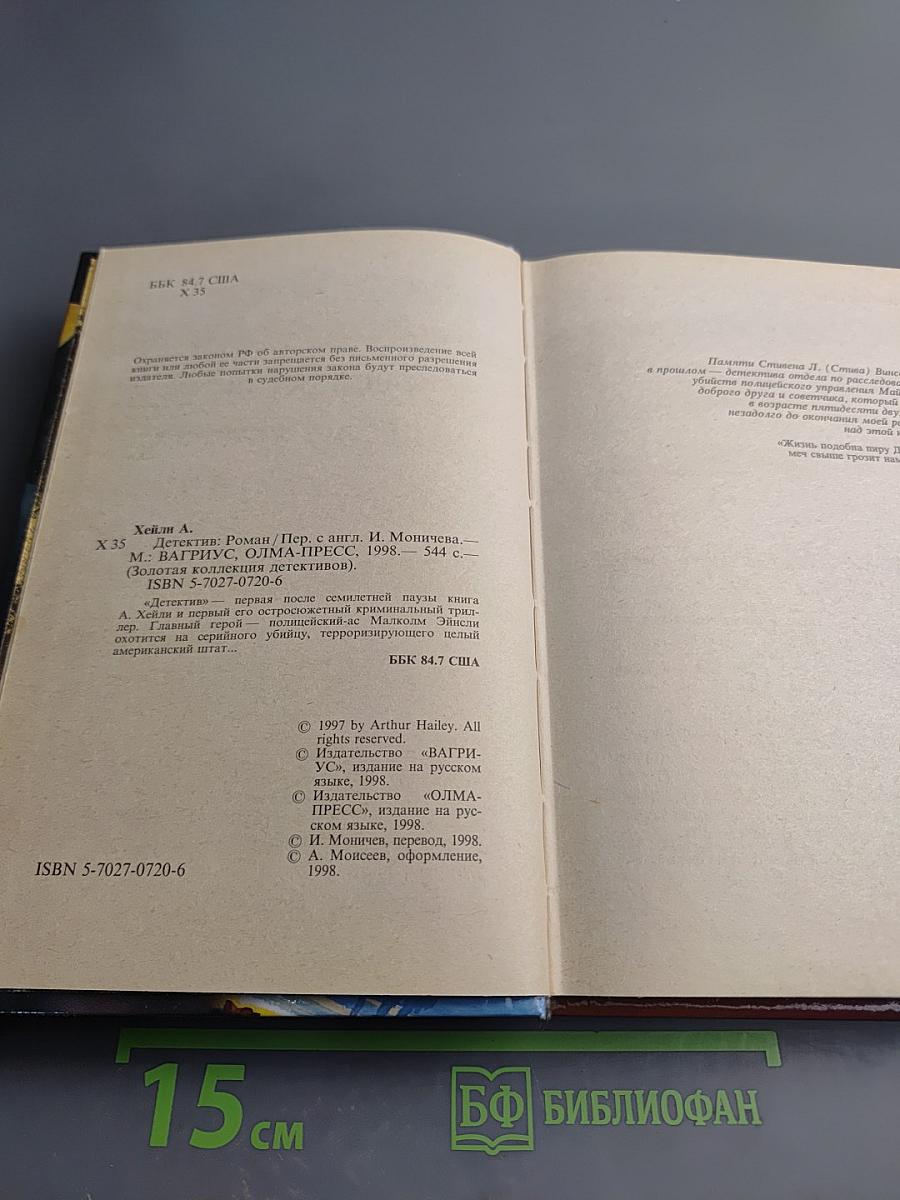 ББК 84.7 США
Х 35
Охраняется законом РФ об авторском праве. Воспроизведение всей
книги или любой ее части запрещается без письменного разрешения
издателя. Любые попытки нарушения закона будут преследоваться
в судебном порядке.
Хейли А.
Х 35 Детектив: Роман / Пер. с англ. И. Моничева.—
М.: ВАГРИУС, ОЛМА-ПРЕСС, 1998.— 544 с.—
(Золотая коллекция детективов).
ISBN 5-7027-0720-6
«Детектив» — первая после семилетней паузы книга
А. Хейли и первый его остросюжетный криминальный трил-
лер. Главный герой — полицейский-ас Малколм Эйнсли
охотится на серийного убийцу, терроризирующего целый
американский штат...
ББК 84.7 США
© 1997 by Arthur Hailey. All
rights reserved.
© Издательство «ВАГРИ-
УС», издание на русском
языке, 1998.
© Издательство «ОЛМА-
ПРЕСС», издание на рус-
ском языке, 1998.
© И. Моничев, перевод, 1998.
© А. Моисеев, оформление,
1998.
ISBN 5-7027-0720-6
Памяти Стивена Л. (Стива) Винс
в прошлом — детектива отдела по расследова
убийств полицейского управления Май
доброго друга и советчика, который
в возрасте пятидесяти дву
незадолго до окончания моей ра
над этой к
«Жизнь подобна пиру Д
меч свыше грозит нам
15 см
БФ БИБЛИОФАН